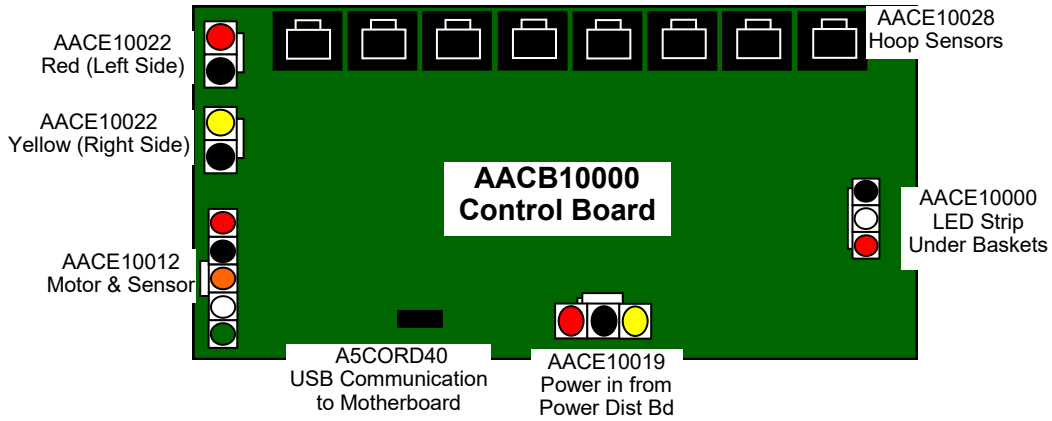 AACE10022
Red (Left Side)
AACE10028
Hoop Sensors
AACE10022
Yellow (Right Side)
AACB10000
Control Board
AACE10000
LED Strip
Under Baskets
AACE10012
Motor & Sensor
A5CORD40
USB Communication
to Motherboard
AACE10019
Power in from
Power Dist Bd